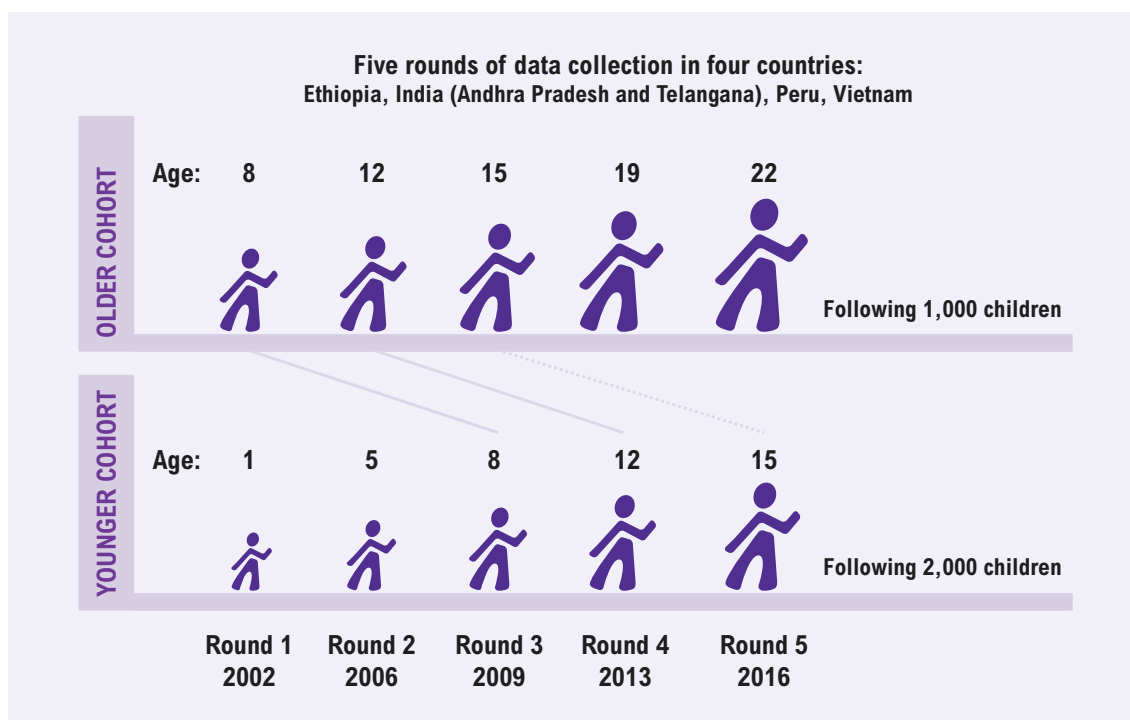 Five rounds of data collection in four countries:
Ethiopia, India (Andhra Pradesh and Telangana), Peru, Vietnam
OLDER COHORT
Age: 8 12 15 19 22
Following 1,000 children
YOUNGER COHORT
Age: 1 5 8 12 15
Following 2,000 children
Round 1 Round 2 Round 3 Round 4 Round 5
2002 2006 2009 2013 2016